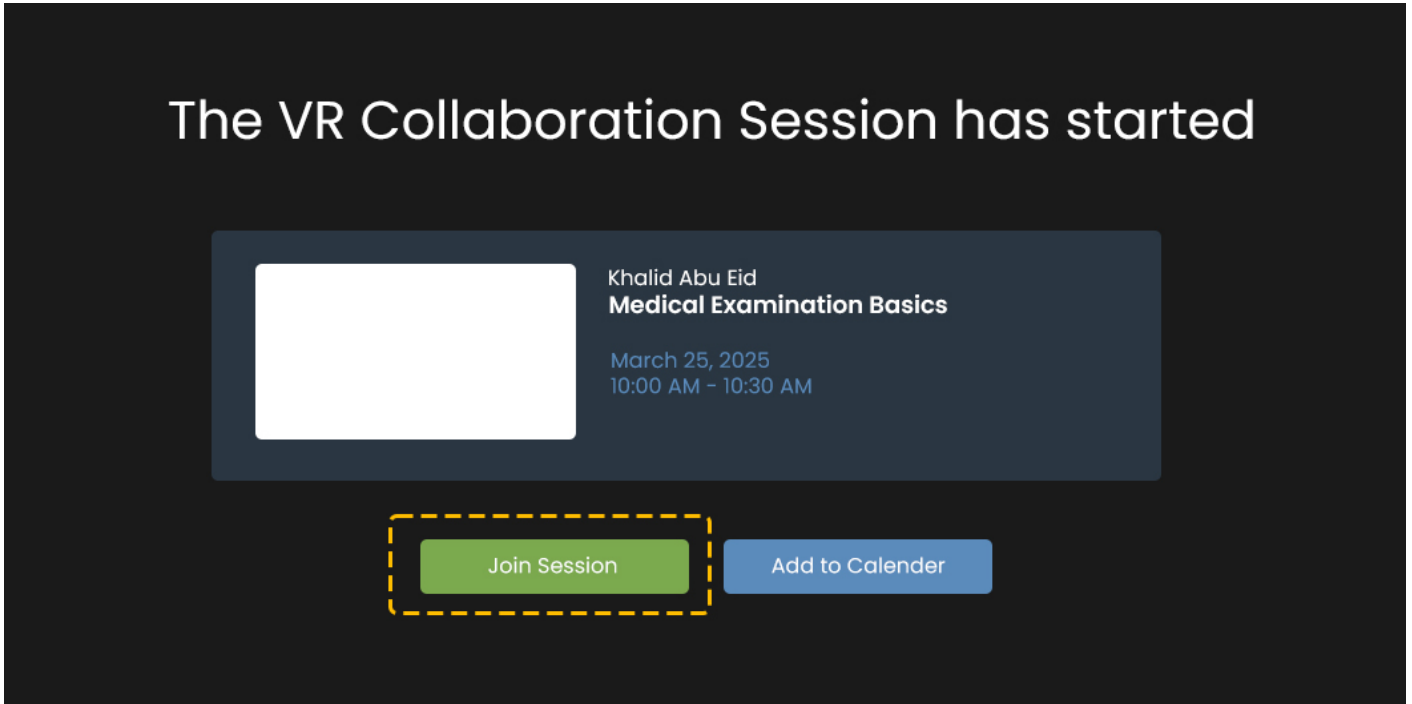 The VR Collaboration Session has started
Khalid Abu Eid
Medical Examination Basics
March 25, 2025
10:00 AM - 10:30 AM
Join Session
Add to Calender